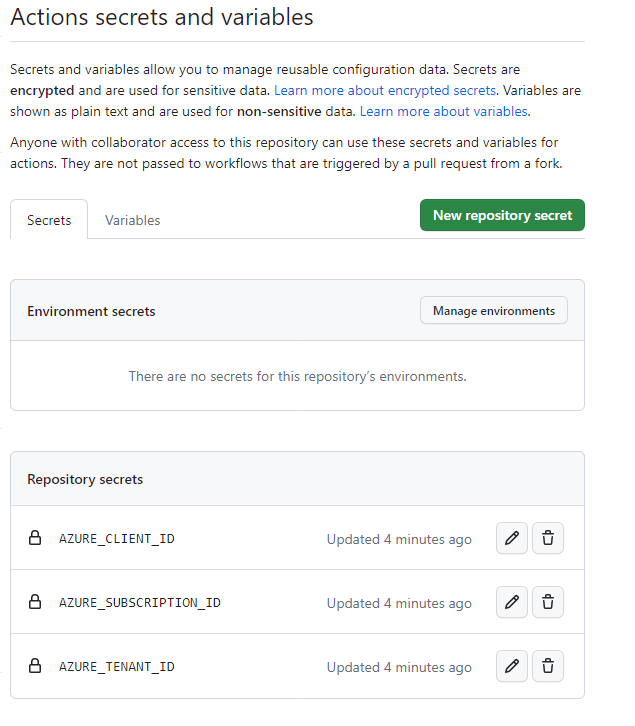 Actions secrets and variables
Secrets and variables allow you to manage reusable configuration data. Secrets are
encrypted and are used for sensitive data. Learn more about encrypted secrets. Variables are
shown as plain text and are used for non-sensitive data. Learn more about variables.
Anyone with collaborator access to this repository can use these secrets and variables for
actions. They are not passed to workflows that are triggered by a pull request from a fork.
Secrets Variables New repository secret
Environment secrets Manage environments
There are no secrets for this repository’s environments.
Repository secrets
AZURE_CLIENT_ID Updated 4 minutes ago
AZURE_SUBSCRIPTION_ID Updated 4 minutes ago
AZURE_TENANT_ID Updated 4 minutes ago